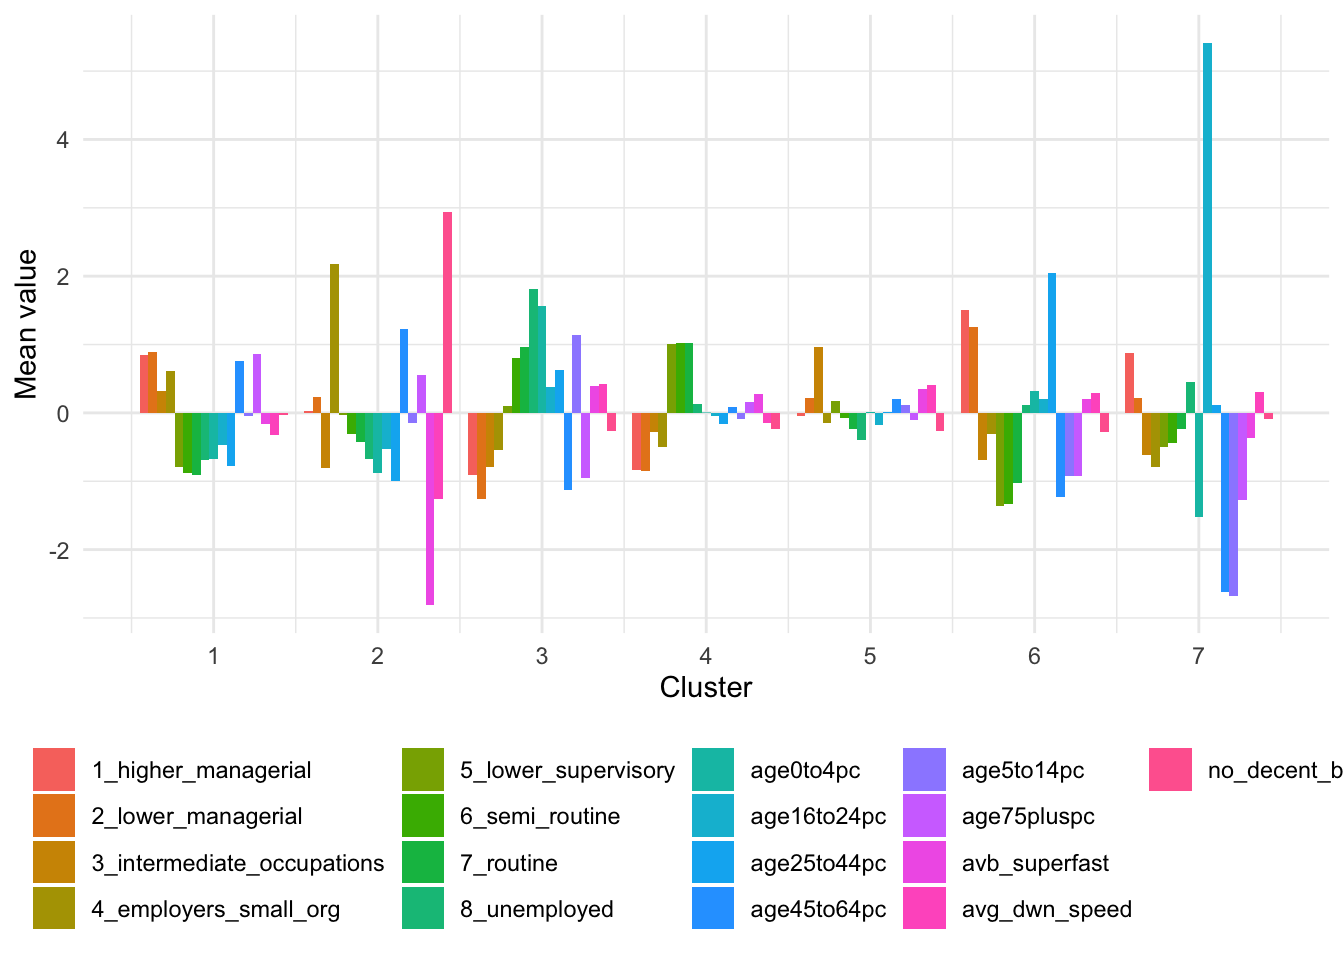 4
2
0
-2
Mean value
1 2 3 4 5 6 7
Cluster
1_higher_managerial 5_lower_supervisory age0to4pc age5to14pc no_decent_b
2_lower_managerial 6_semi_routine age16to24pc age75pluspc
3_intermediate_occupations 7_routine age25to44pc avb_superfast
4_employers_small_org 8_unemployed age45to64pc avg_dwn_speed